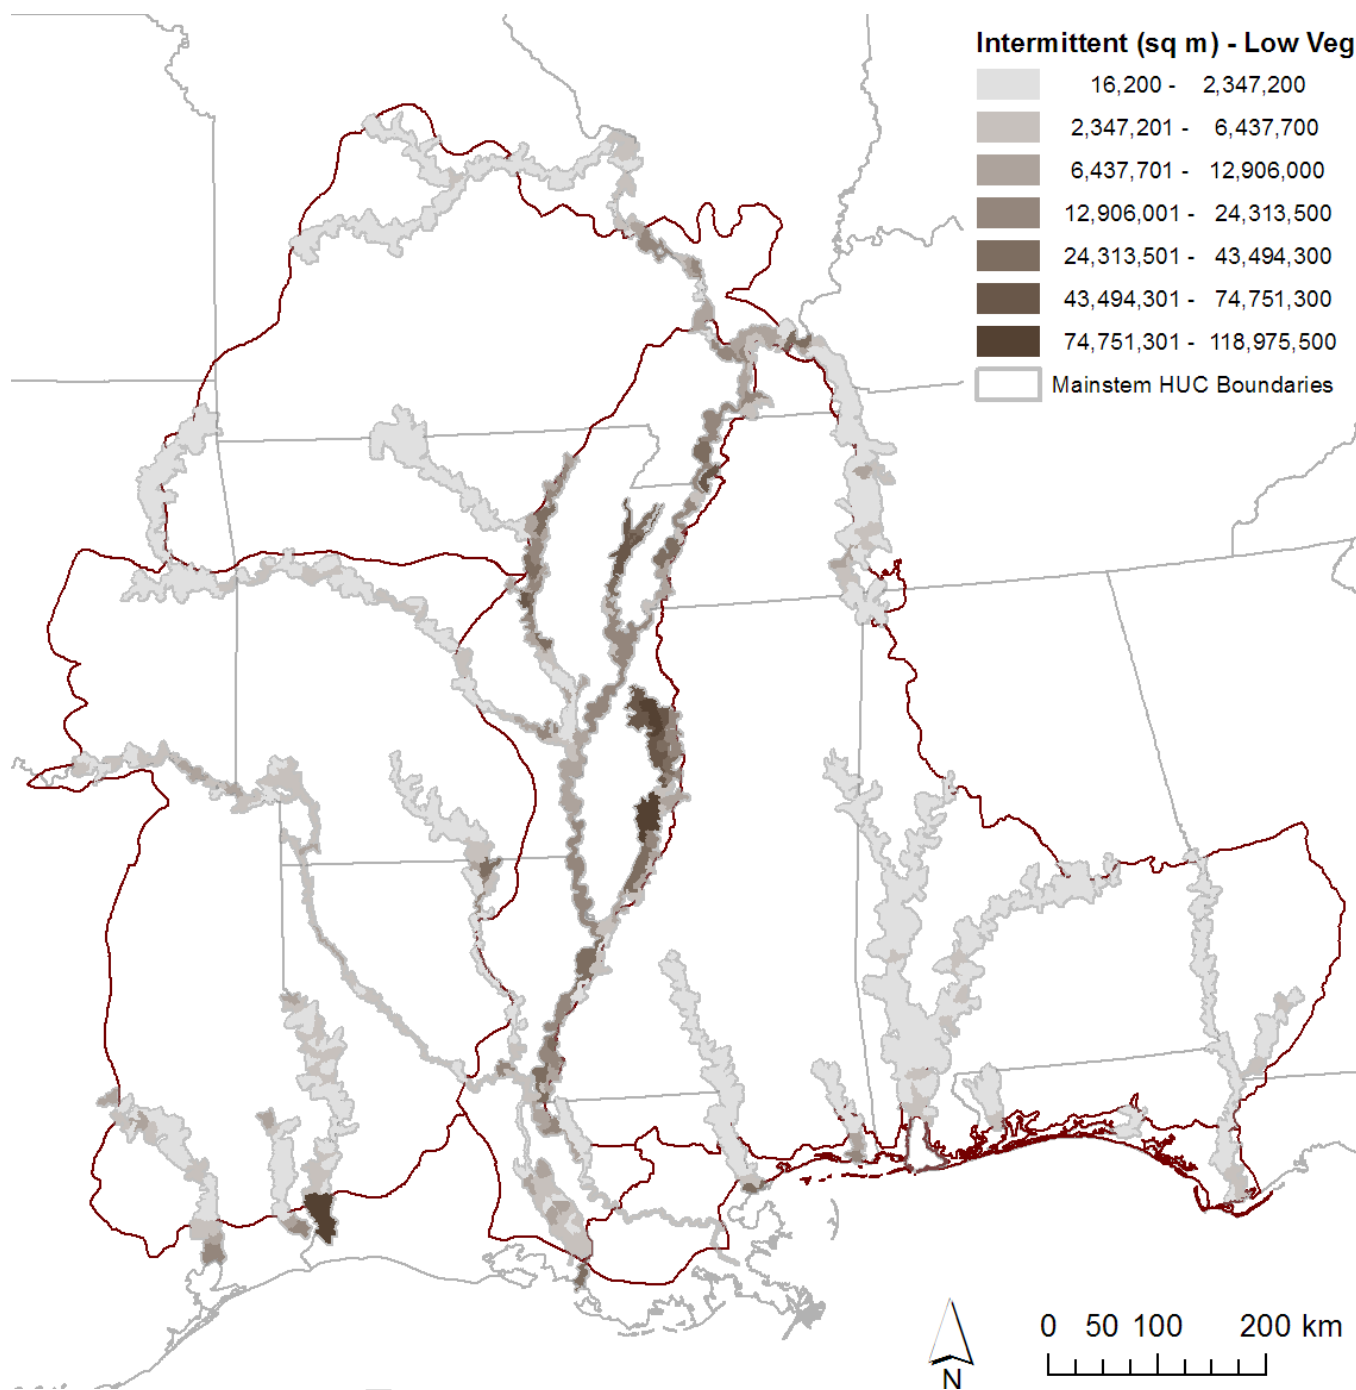 Intermittent (sq m) - Low Veg
16,200 - 2,347,200
2,347,201 - 6,437,700
6,437,701 - 12,906,000
12,906,001 - 24,313,500
24,313,501 - 43,494,300
43,494,301 - 74,751,300
74,751,301 - 118,975,500
Mainstem HUC Boundaries
0 50 100 200 km
N